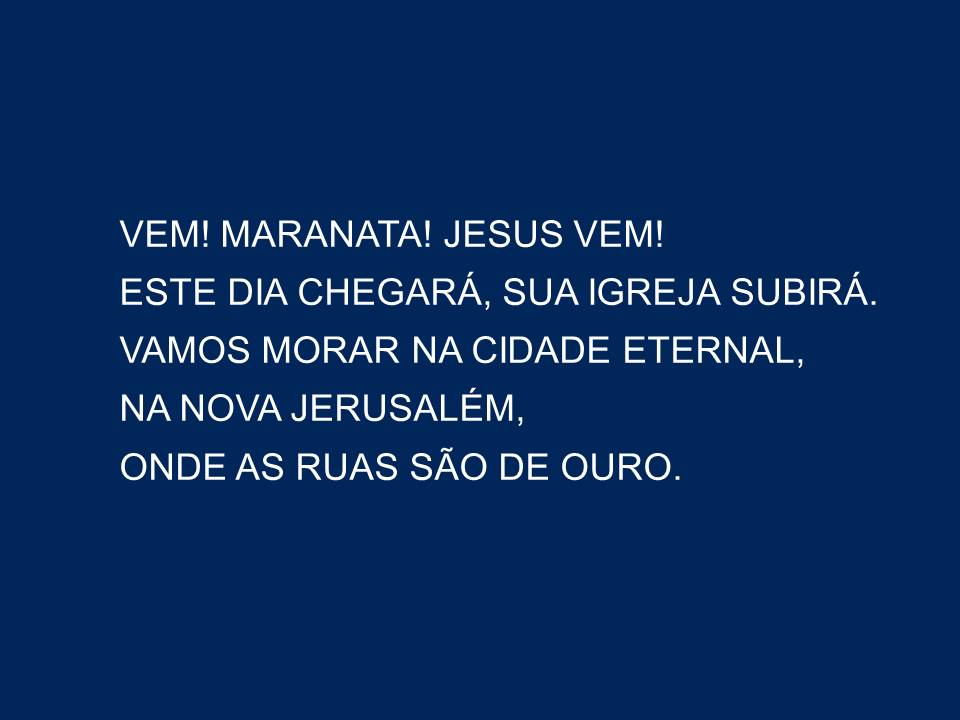 VEM! MARANATA! JESUS VEM!
ESTE DIA CHEGARÁ, SUA IGREJA SUBIRÁ.
VAMOS MORAR NA CIDADE ETERNAL,
NA NOVA JERUSALÉM,
ONDE AS RUAS SÃO DE OURO.